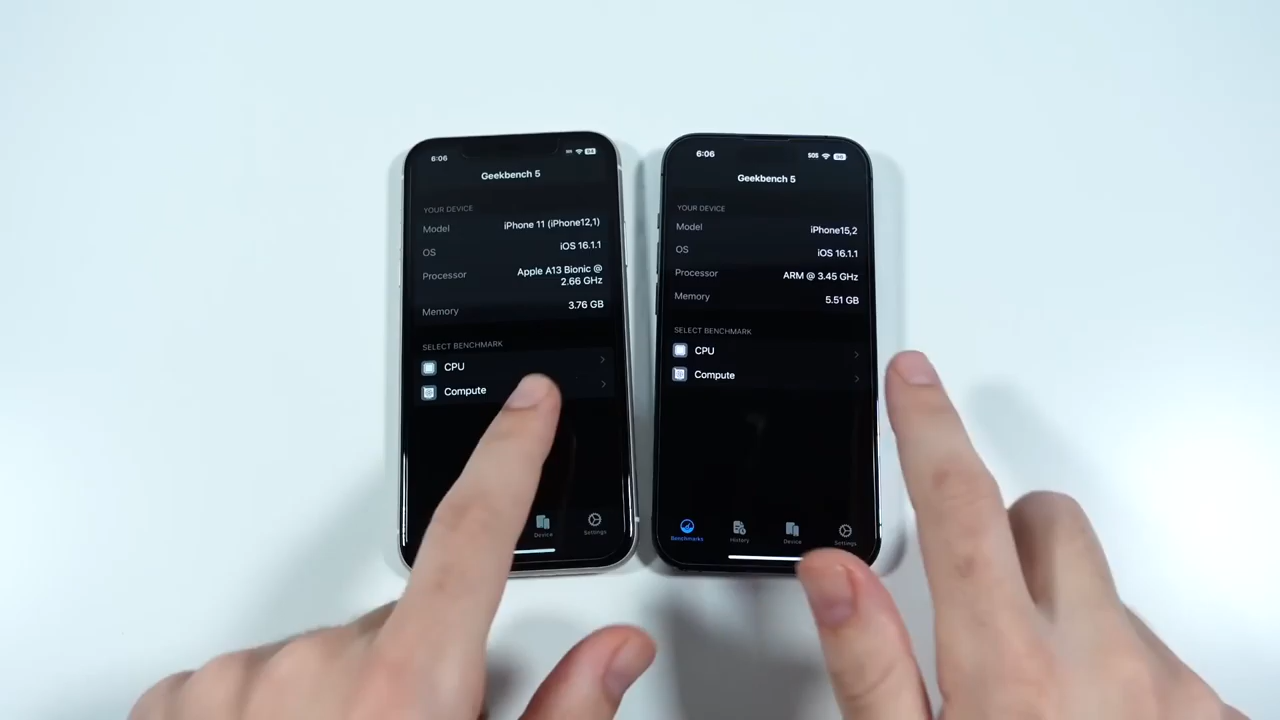 6:06
94
Geekbench 5
YOUR DEVICE
Model iPhone 11 (iPhone12,1)
OS iOS 16.1.1
Processor Apple A13 Bionic @
2.66 GHz
Memory 3.76 GB
SELECT BENCHMARK
CPU
Compute
Device
Settings
6:06
SOS
Geekbench 5
YOUR DEVICE
Model iPhone15,2
OS iOS 16.1.1
Processor ARM @ 3.45 GHz
Memory 5.51 GB
SELECT BENCHMARK
CPU
Compute
Benchmarks
History
Device
Settings